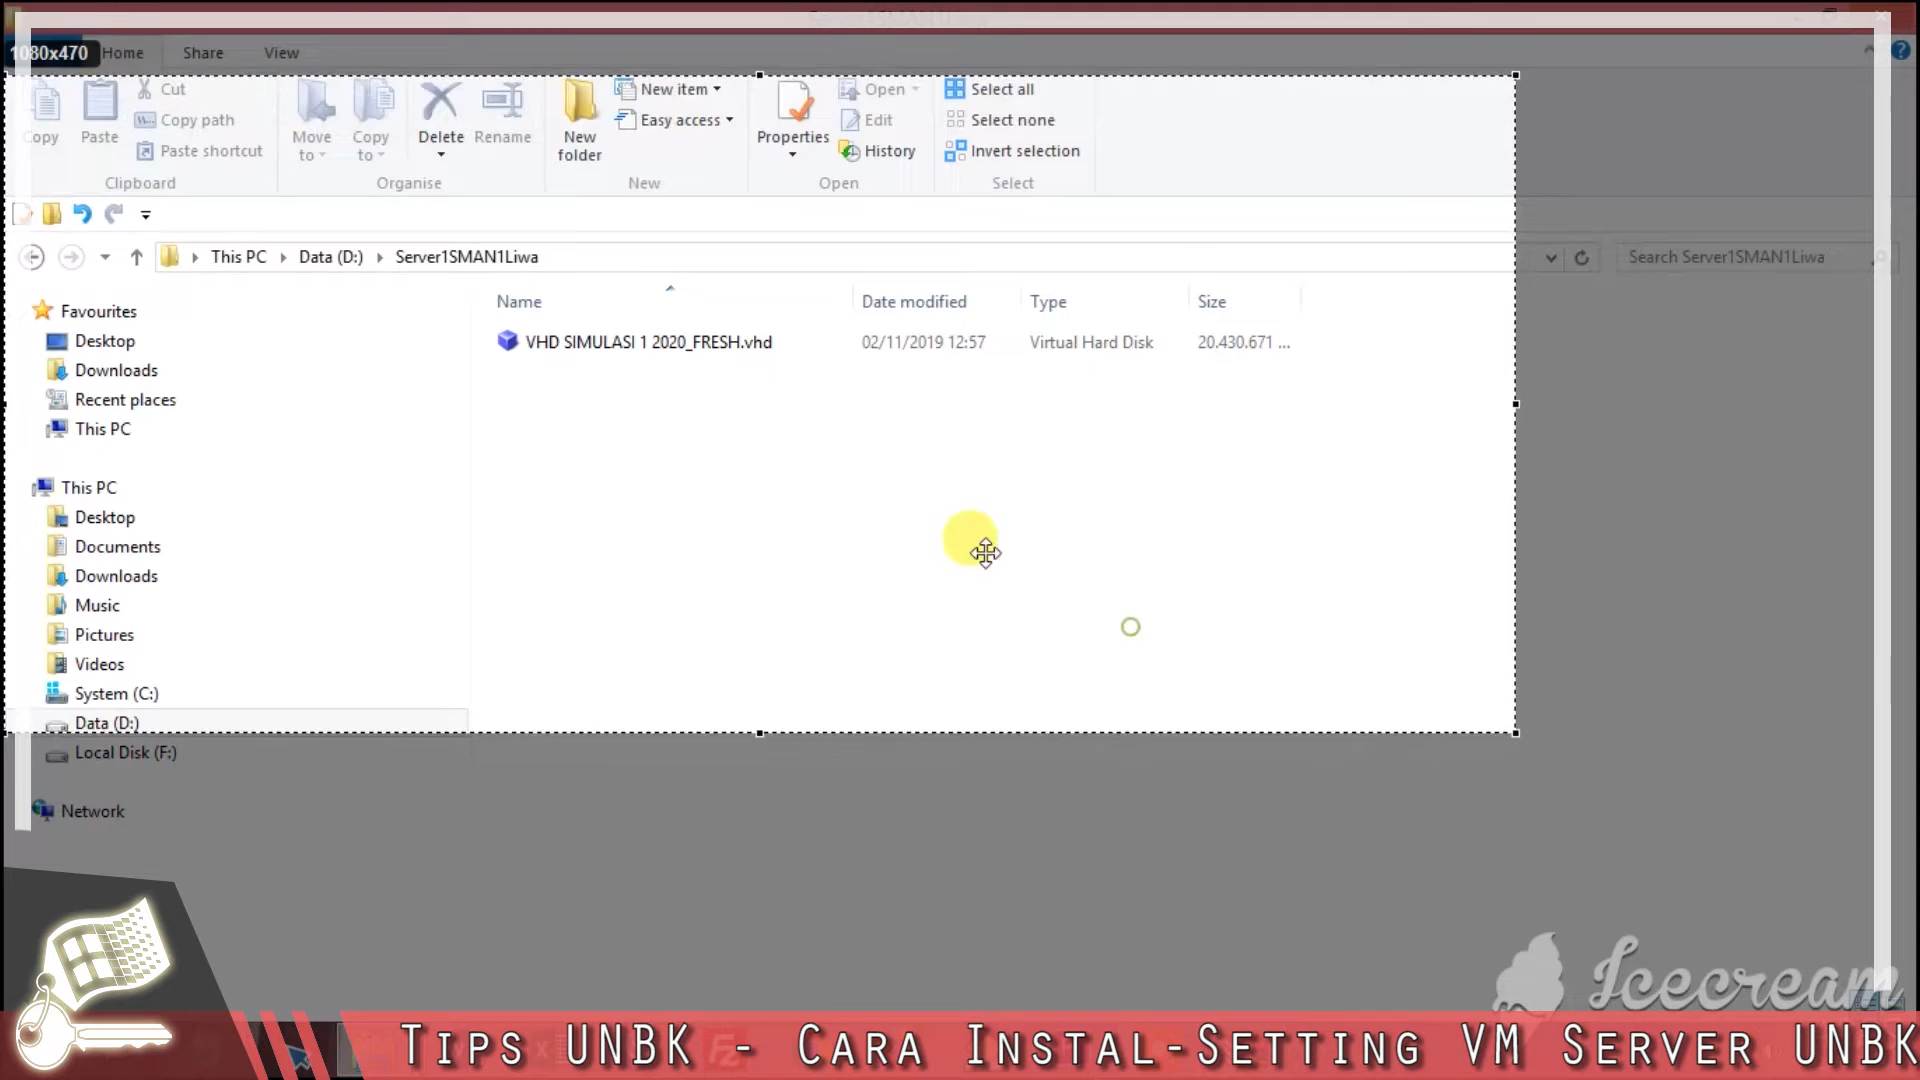 Server1SMAN1Liwa
1080x470 Home Share View
Copy Paste Cut
Copy path
Paste shortcut
Clipboard
Move to Copy to Delete Rename
Organise
New folder New item
Easy access
New
Properties Open
Edit
History
Open
Select all
Select none
Invert selection
Select
This PC Data (D:) Server1SMAN1Liwa Search Server1SMAN1Liwa
Name Date modified Type Size
VHD SIMULASI 1 2020_FRESH.vhd 02/11/2019 12:57 Virtual Hard Disk 20.430.671 ...
Favourites
Desktop
Downloads
Recent places
This PC
This PC
Desktop
Documents
Downloads
Music
Pictures
Videos
System (C:)
Data (D:)
Local Disk (F:)
Network
Icecream
Tips UNBK - Cara Instal-Setting VM Server UNBK